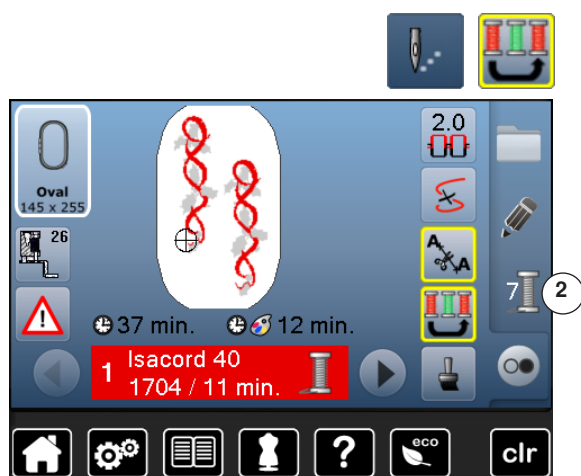 2.0
Oval
145 x 255
26
A
A
7
2
37 min.
12 min.
1
Isacord 40
1704 / 11 min.
?
eco
clr